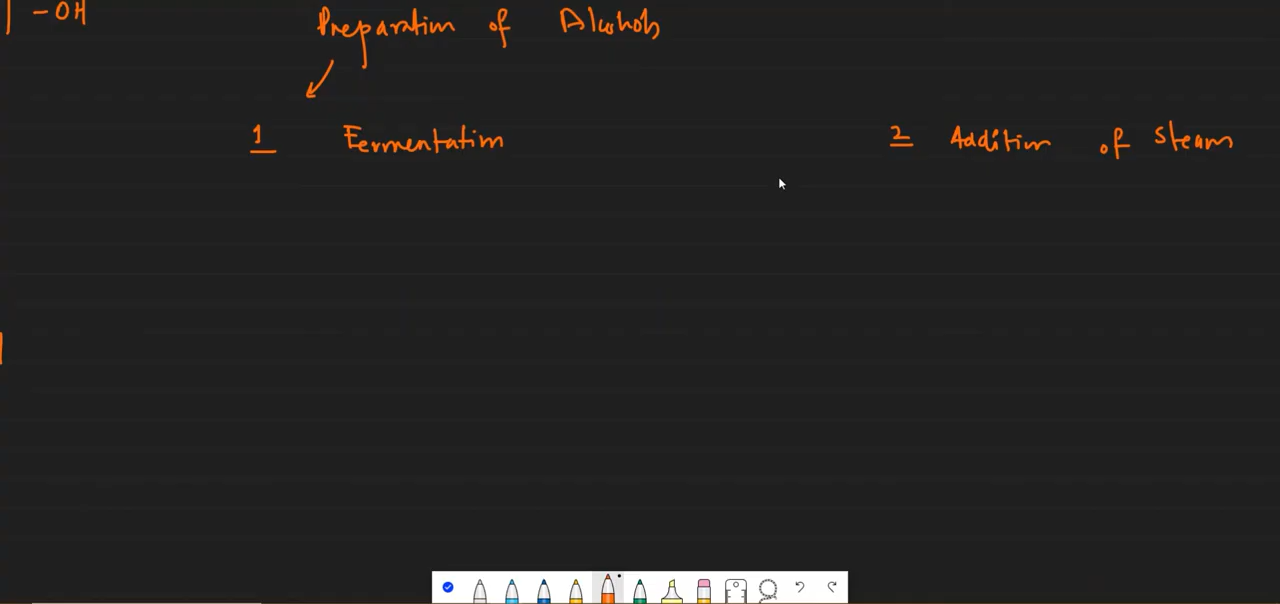 -OH
Preparation of Alcohols
1 Fermentation
2 Addition of Steam